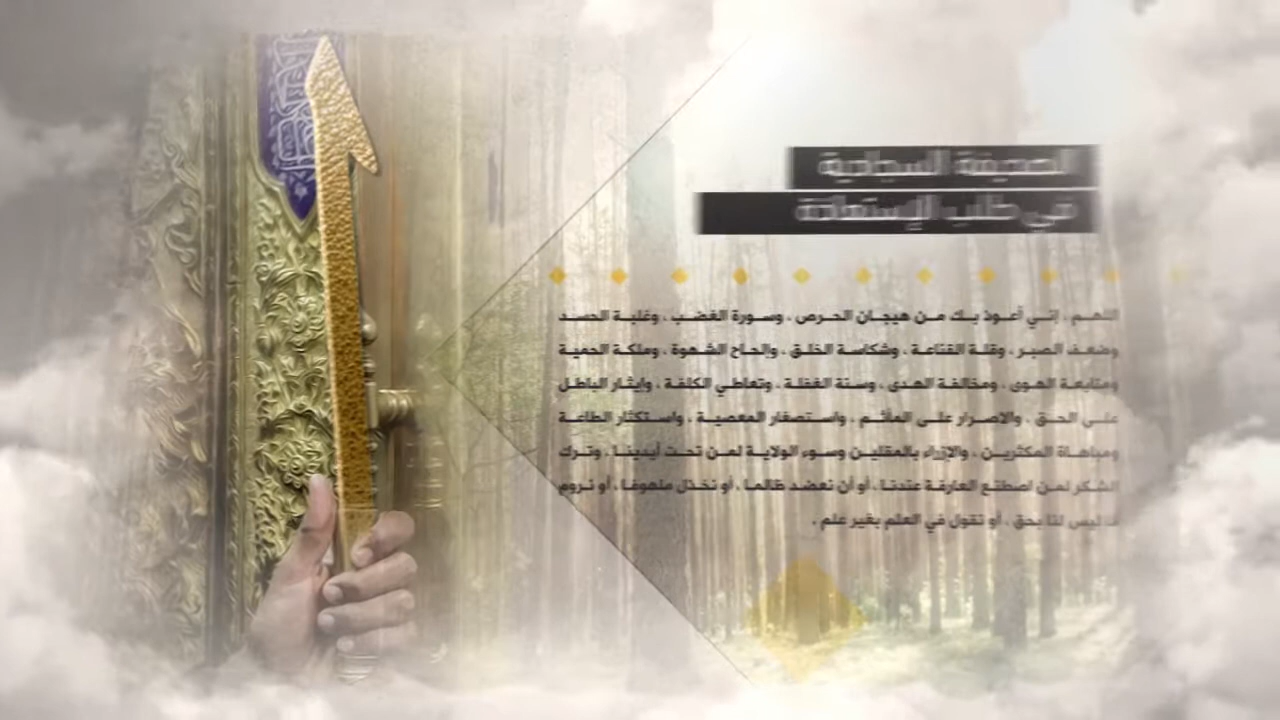 الصحيفة السجادية
في طلب الإستعاذة
اللهم ، إني أعوذ بك من هيجان الحرص ، وسورة الغضب ، وغلبة الحسد
وضعف الصبر ، وقلة القناعة ، وشكاسة الخلق ، وإلحاح الشهوة ، وملكة الحمية
ومتابعة الهوى ، ومخالفة الهدى ، وسنة الغفلة ، وتعاطي الكلفة ، وإيثار الباطل
على الحق ، والاصرار على المأثم ، واستصغار المعصية ، واستكثار الطاعة
ومباهاة المكثرين ، والإزراء بالمقلين وسوء الولاية لمن تحت أيدينا ، وترك
الشكر لمن اصطنع العارفة عندنا ، أو أن نعضد ظالما ، أو نخذل ملهوفا ، أو نروم
ما ليس لنا بحق ، أو نقول في العلم بغير علم .